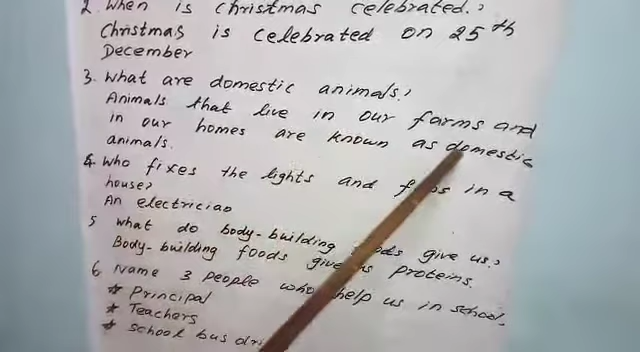 2. When is christmas celebrated.?
Christmas is celebrated on 25th
December
3. What are domestic animals?
Animals that live in our farms and
in our homes are known as domestic
animals.
4. Who fixes the lights and in a
house?
An electrician
5 What do body-building give us?
Body-building foods give proteins.
6 Name 3 people who help us in school.
* Principal
* Teachers
* School bus